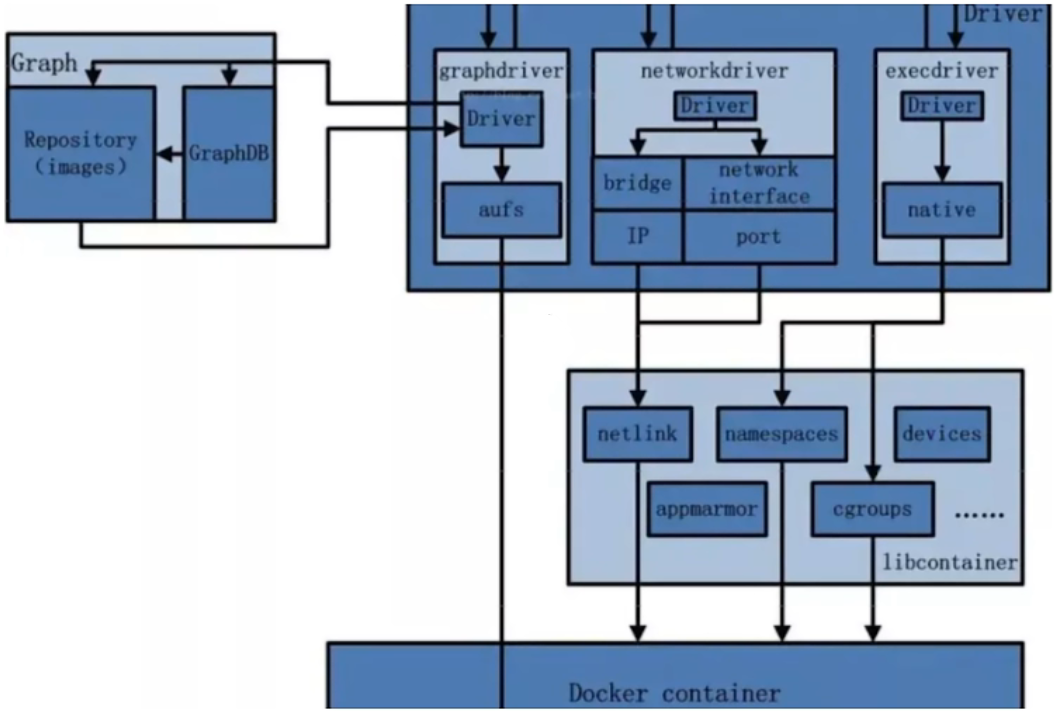 Driver
Graph
graphdriver
networkdriver
execdriver
Driver
Driver
Driver
Repository
(images)
GraphDB
bridge
network
interface
aufs
native
IP
port
netlink
namespaces
devices
appmarmor
cgroups
......
libcontainer
Docker container